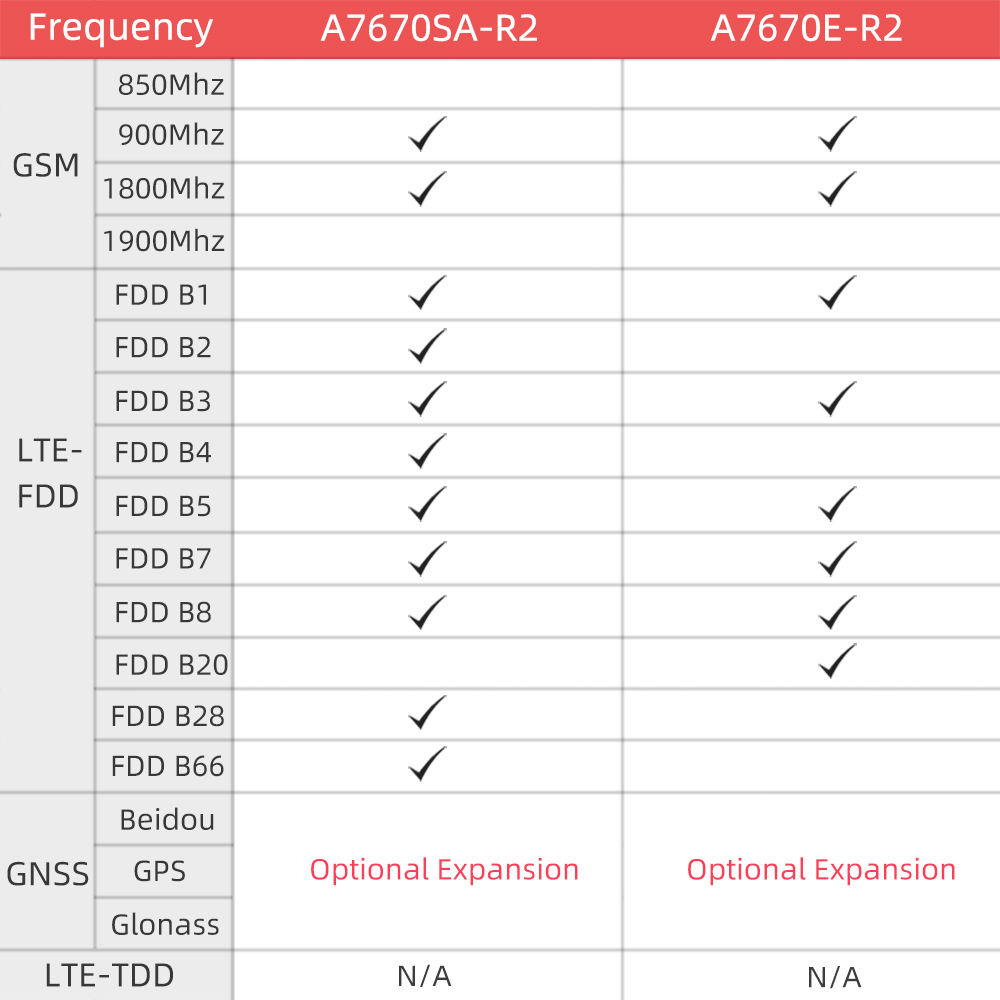 Frequency A7670SA-R2 A7670E-R2
GSM
850Mhz
900Mhz ✓ ✓
1800Mhz ✓ ✓
1900Mhz
LTE-
FDD
FDD B1 ✓ ✓
FDD B2 ✓
FDD B3 ✓ ✓
FDD B4 ✓
FDD B5 ✓ ✓
FDD B7 ✓ ✓
FDD B8 ✓ ✓
FDD B20 ✓
FDD B28 ✓
FDD B66 ✓
GNSS
Beidou
GPS
Glonass
Optional Expansion Optional Expansion
LTE-TDD N/A N/A